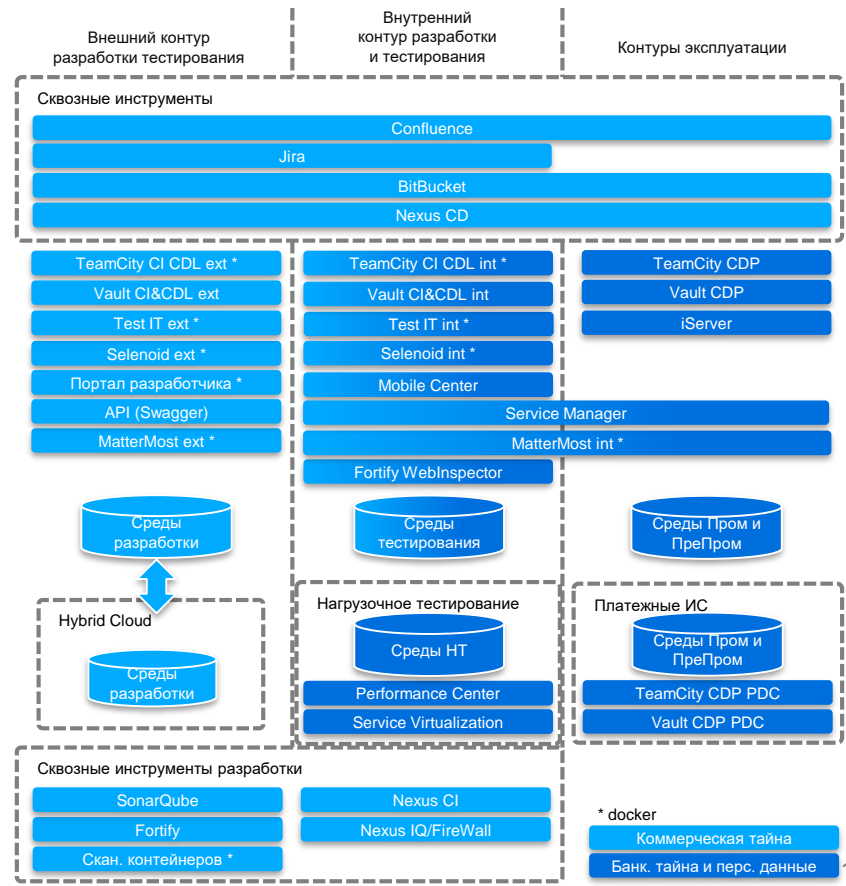 Внешний контур
разработки тестирования
Внутренний
контур разработки
и тестирования
Контуры эксплуатации
Сквозные инструменты
Confluence
Jira
BitBucket
Nexus CD
TeamCity CI CDL ext *
Vault CI&CDL ext
Test IT ext *
Selenoid ext *
Портал разработчика *
API (Swagger)
MatterMost ext *
TeamCity CI CDL int *
Vault CI&CDL int
Test IT int *
Selenoid int *
Mobile Center
Service Manager
MatterMost int *
Fortify WebInspector
TeamCity CDP
Vault CDP
iServer
Среды
разработки
Среды
тестирования
Среды Пром и
ПреПром
Hybrid Cloud
Среды
разработки
Нагрузочное тестирование
Среды НТ
Performance Center
Service Virtualization
Платежные ИС
Среды Пром и
ПреПром
TeamCity CDP PDC
Vault CDP PDC
Сквозные инструменты разработки
SonarQube
Fortify
Скан. контейнеров *
Nexus CI
Nexus IQ/FireWall
* docker
Коммерческая тайна
Банк. тайна и перс. данные